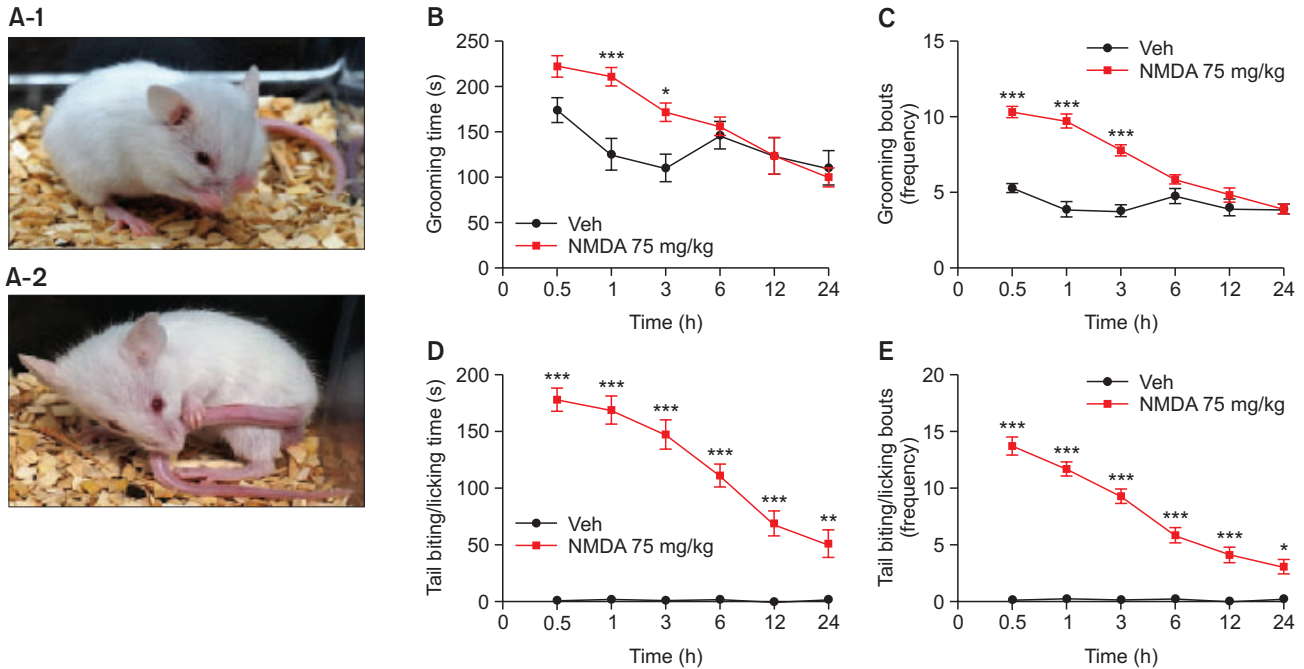 A-1
A-2
B
Grooming time (s)
250
200
150
100
50
0
***
*
Veh
NMDA 75 mg/kg
0 0.5 1 3 6 12 24
Time (h)
C
Grooming bouts
(frequency)
15
10
5
0
Veh
NMDA 75 mg/kg
*** *** ***
0 0.5 1 3 6 12 24
Time (h)
D
Tail biting/licking time (s)
200
150
100
50
0
*** *** *** *** *** **
Veh
NMDA 75 mg/kg
0 0.5 1 3 6 12 24
Time (h)
E
Tail biting/licking bouts
(frequency)
20
15
10
5
0
Veh
NMDA 75 mg/kg
*** *** *** *** *** *
0 0.5 1 3 6 12 24
Time (h)